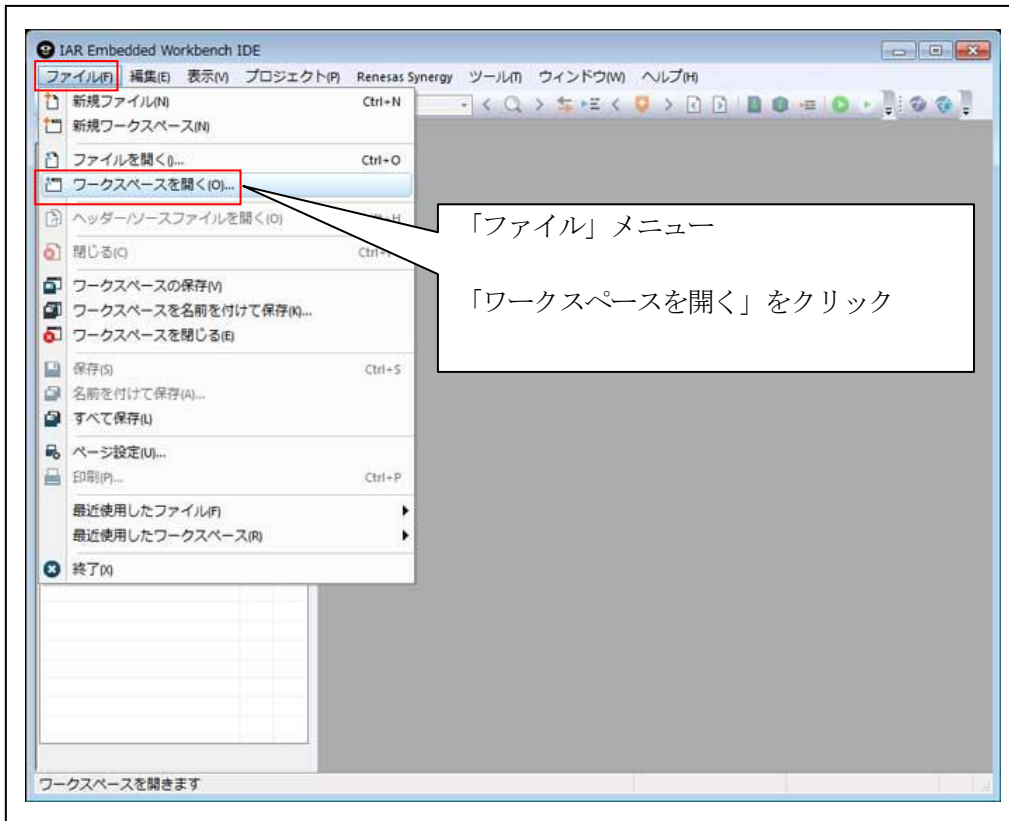 IAR Embedded Workbench IDE
ファイル(F) 編集(E) 表示(V) プロジェクト(P) Renesas Synergy ツール(T) ウィンドウ(W) ヘルプ(H)
新規ファイル(N) Ctrl+N
新規ワークスペース(N)
ファイルを開く()... Ctrl+O
ワークスペースを開く(O)...
ヘッダー/ソースファイルを開く(O)
閉じる(C)
ワークスペースの保存(V)
ワークスペースを名前を付けて保存(K)...
ワークスペースを閉じる(E)
保存(S) Ctrl+S
名前を付けて保存(A)...
すべて保存(L)
ページ設定(U)...
印刷(P)... Ctrl+P
最近使用したファイル(F)
最近使用したワークスペース(R)
終了(X)
「ファイル」メニュー
「ワークスペースを開く」をクリック
ワークスペースを開きます